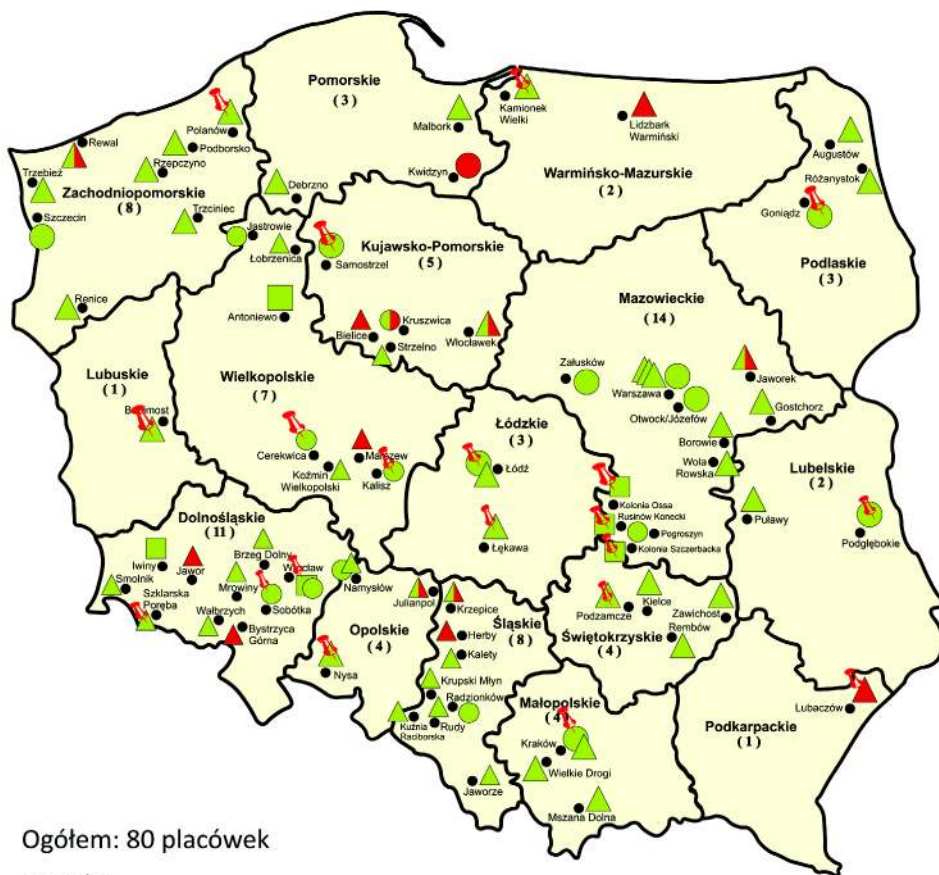 Pomorskie
(3)
Kamionek
Wielki
Lidzbark
Warmiński
Malbork
Kwidzyn
Warmińsko-Mazurskie
(2)
Polanów
Rewal
Podborsko
Rzępczyno
Trzebież
Zachodniopomorskie
(8)
Szczecin
Trzciniec
Debrzno
Augustów
Różanystok
Goniądz
Podlaskie
(3)
Jastrowie
Łobrzenica
Kujawsko-Pomorskie
(5)
Samostrzel
Renice
Antoniewo
Bielice
Kruszwica
Strzelno
Włocławek
Mazowieckie
(14)
Załusków
Warszawa
Otwock/Józefów
Jaworek
Gostchorz
Borowie
Wola
Rowska
Lubuskie
(1)
Wielkopolskie
(7)
Cerekwica
Koźmin
Wielkopolski
Marszew
Kalisz
Łódzkie
(3)
Łódź
Łękawa
Kolonia Ossa
Rusinów Konecki
Pogroszyn
Kolonia Szczerbacka
Lubelskie
(2)
Puławy
Podgłębokie
Dolnośląskie
(11)
Iwiny
Jawor
Brzeg Dolny
Wrocław
Smolnik
Szklarska
Poręba
Mrowiny
Sobótka
Wałbrzych
Bystrzyca
Górna
Namysłów
Opolskie
(4)
Nysa
Julianpol
Krzepice
Śląskie
(8)
Herby
Kalety
Krupski Młyn
Radzionków
Kuźnia
Raciborska
Rudy
Jaworze
Podzamcze
Kielce
Zawichost
Rembów
Świętokrzyskie
(4)
Małopolskie
(4)
Kraków
Wielkie Drogi
Mszana Dolna
Podkarpackie
(1)
Lubaczów
Ogółem: 80 placówek